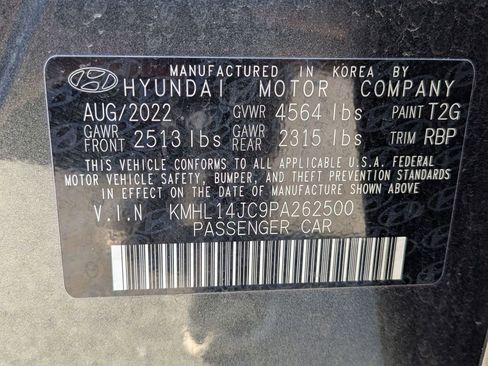 MANUFACTURED IN KOREA BY
HYUNDAI MOTOR COMPANY
AUG/2022 GVWR 4564 lbs PAINT T2G
GAWR FRONT 2513 lbs GAWR REAR 2315 lbs TRIM RBP
THIS VEHICLE CONFORMS TO ALL APPLICABLE U.S.A. FEDERAL
MOTOR VEHICLE SAFETY, BUMPER, AND THEFT PREVENTION STANDARDS
IN EFFECT ON THE DATE OF MANUFACTURE SHOWN ABOVE.
V.I.N KMHL14JC9PA262500
PASSENGER CAR